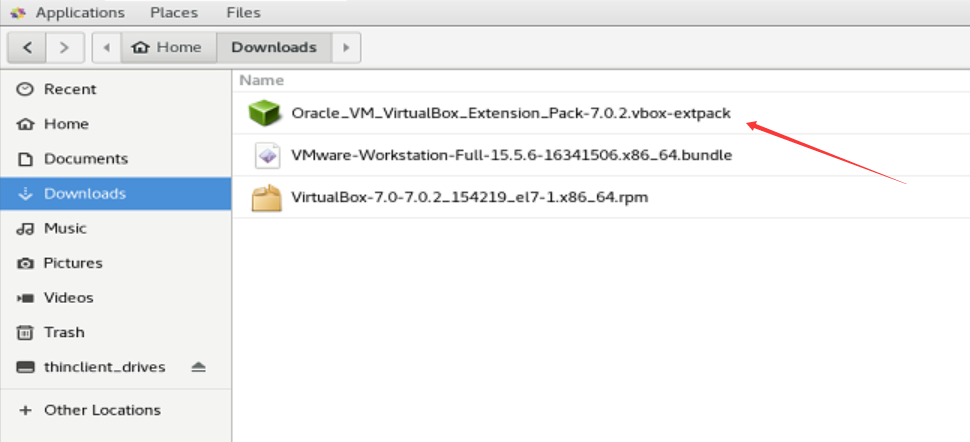 Applications Places Files
Home Downloads
Recent
Home
Documents
Downloads
Music
Pictures
Videos
Trash
thinclient_drives
Other Locations
Name
Oracle_VM_VirtualBox_Extension_Pack-7.0.2.vbox-extpack
VMware-Workstation-Full-15.5.6-16341506.x86_64.bundle
VirtualBox-7.0-7.0.2_154219_el7-1.x86_64.rpm